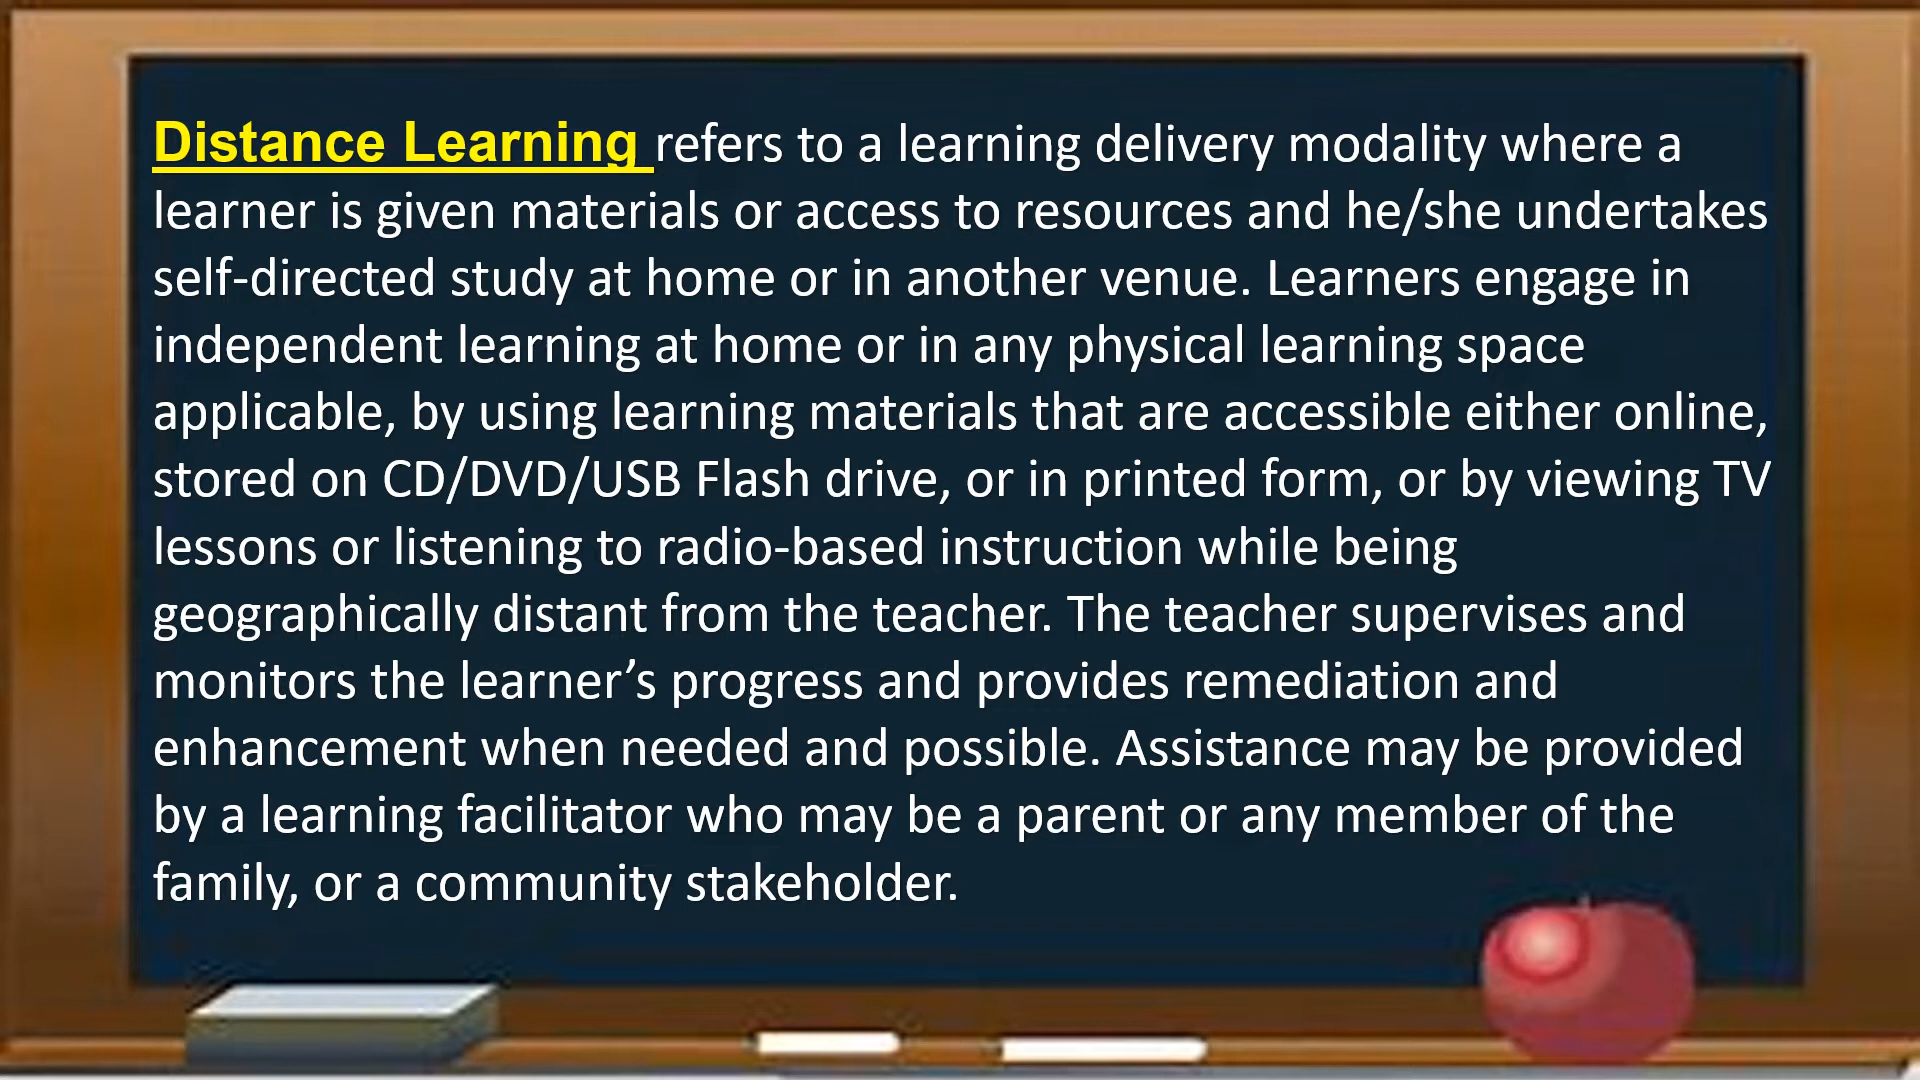 Distance Learning refers to a learning delivery modality where a
learner is given materials or access to resources and he/she undertakes
self-directed study at home or in another venue. Learners engage in
independent learning at home or in any physical learning space
applicable, by using learning materials that are accessible either online,
stored on CD/DVD/USB Flash drive, or in printed form, or by viewing TV
lessons or listening to radio-based instruction while being
geographically distant from the teacher. The teacher supervises and
monitors the learner’s progress and provides remediation and
enhancement when needed and possible. Assistance may be provided
by a learning facilitator who may be a parent or any member of the
family, or a community stakeholder.